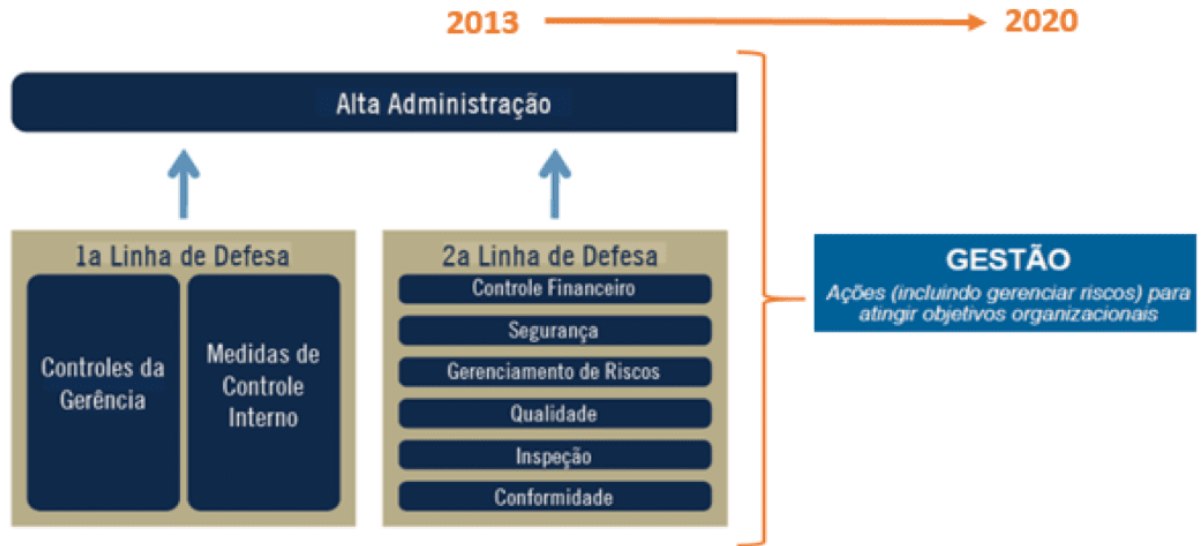 2013
2020
Alta Administração
1a Linha de Defesa
Controles da
Gerência
Medidas de
Controle
Interno
2a Linha de Defesa
Controle Financeiro
Segurança
Gerenciamento de Riscos
Qualidade
Inspeção
Conformidade
GESTÃO
Ações (incluindo gerenciar riscos) para
atingir objetivos organizacionais